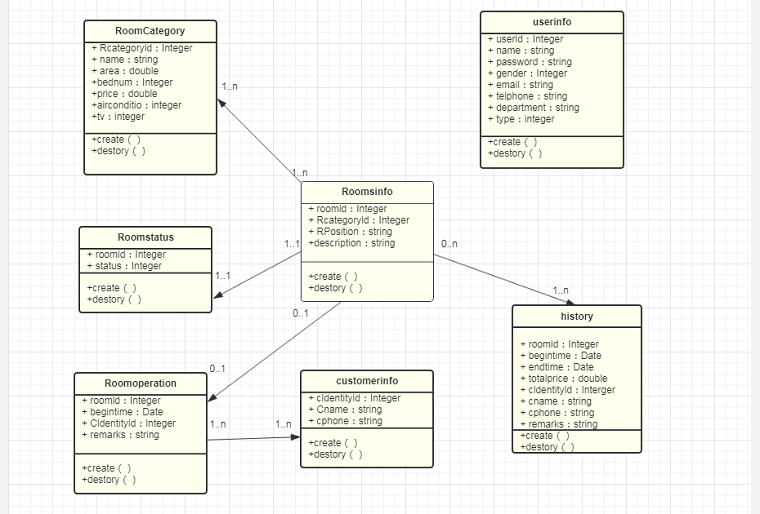 RoomCategory
+ RcategoryId : Integer
+ name : string
+ area : double
+bednum : Integer
+price : double
+airconditio : integer
+tv : integer
+create ( )
+destory ( )
userinfo
+ userId : Integer
+ name : string
+ password : string
+ gender : Integer
+ email : string
+ telphone : string
+ department : string
+ type : integer
+create ( )
+destory ( )
1..n
1..n
Roomsinfo
+ roomId : Integer
+ RcategoryId : Integer
+ RPosition : string
+description : string
+create ( )
+destory ( )
Roomstatus
+ roomId : Integer
+ status : Integer
+create ( )
+destory ( )
1..1
1..1
0..n
1..n
0..1
0..1
history
+ roomId : Integer
+ begintime : Date
+ endtime : Date
+ totalprice : double
+ cIdentityId : Interger
+ cname : string
+ cphone : string
+ remarks : string
+create ( )
+destory ( )
Roomoperation
+ roomId : Integer
+ begintime : Date
+ CIdentityId : Integer
+ remarks : string
+create ( )
+destory ( )
1..n
1..n
customerinfo
+ cIdentityId : Integer
+ Cname : string
+ cphone : string
+create ( )
+destory ( )